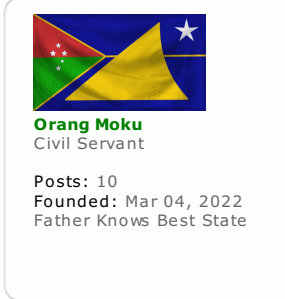 Orang Moku
Civil Servant
Posts: 10
Founded: Mar 04, 2022
Father Knows Best State